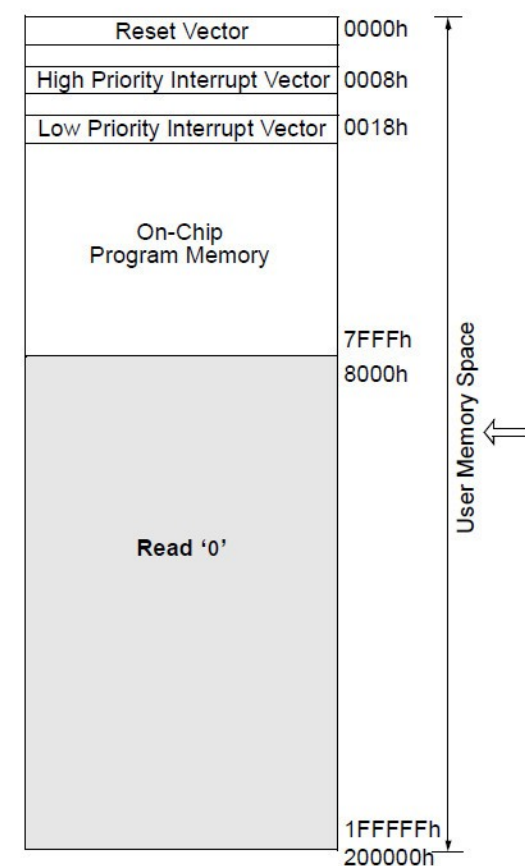 Reset Vector 0000h
High Priority Interrupt Vector 0008h
Low Priority Interrupt Vector 0018h
On-Chip
Program Memory
7FFFh
8000h
User Memory Space
Read ‘0’
1FFFFFh
200000h